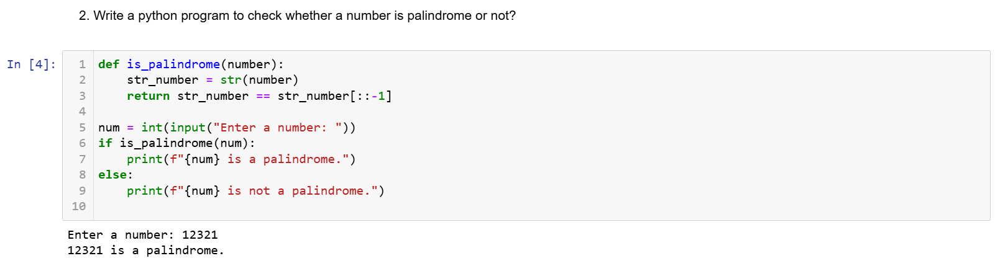 2. Write a python program to check whether a number is palindrome or not?
In [4]:
1 def is_palindrome(number):
2     str_number = str(number)
3     return str_number == str_number[::-1]
4
5 num = int(input("Enter a number: "))
6 if is_palindrome(num):
7     print(f"{num} is a palindrome.")
8 else:
9     print(f"{num} is not a palindrome.")
10
Enter a number: 12321
12321 is a palindrome.